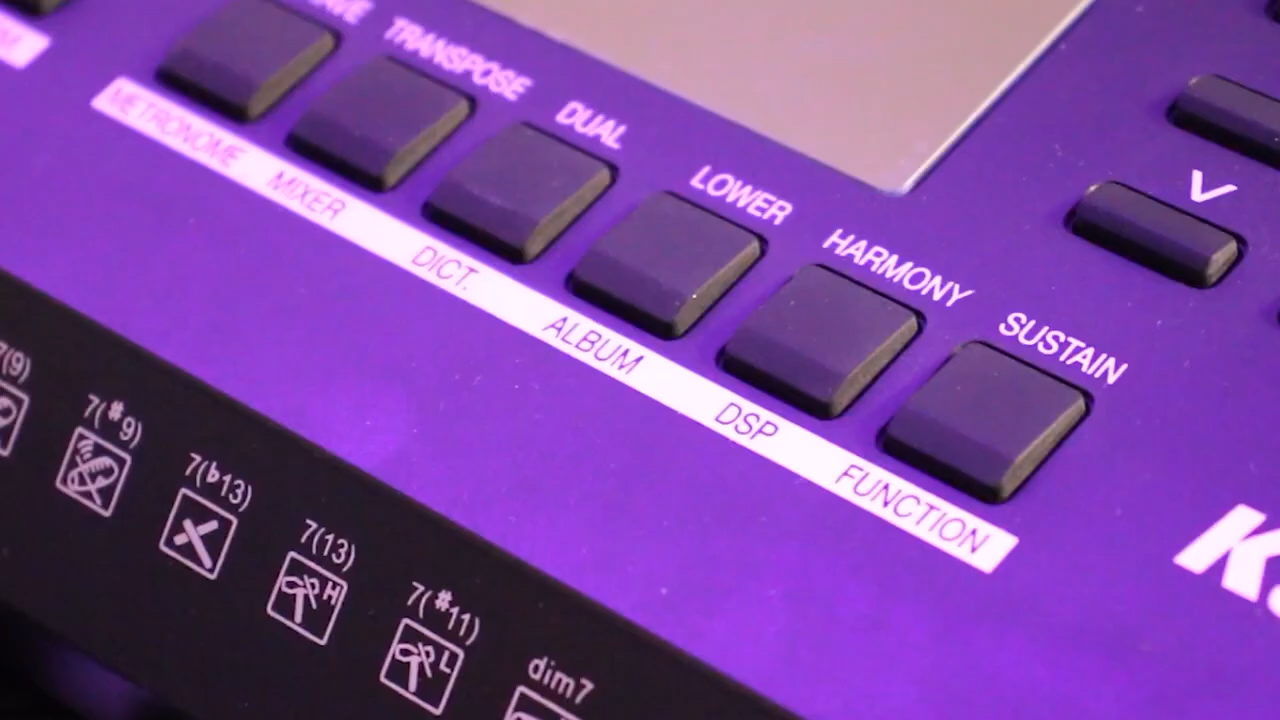 TRANSPOSE
DUAL
LOWER
HARMONY
SUSTAIN
METRONOME
MIXER
DICT.
ALBUM
DSP
FUNCTION
7(#9)
7(b13)
7(13)
H
7(#11)
L
dim7